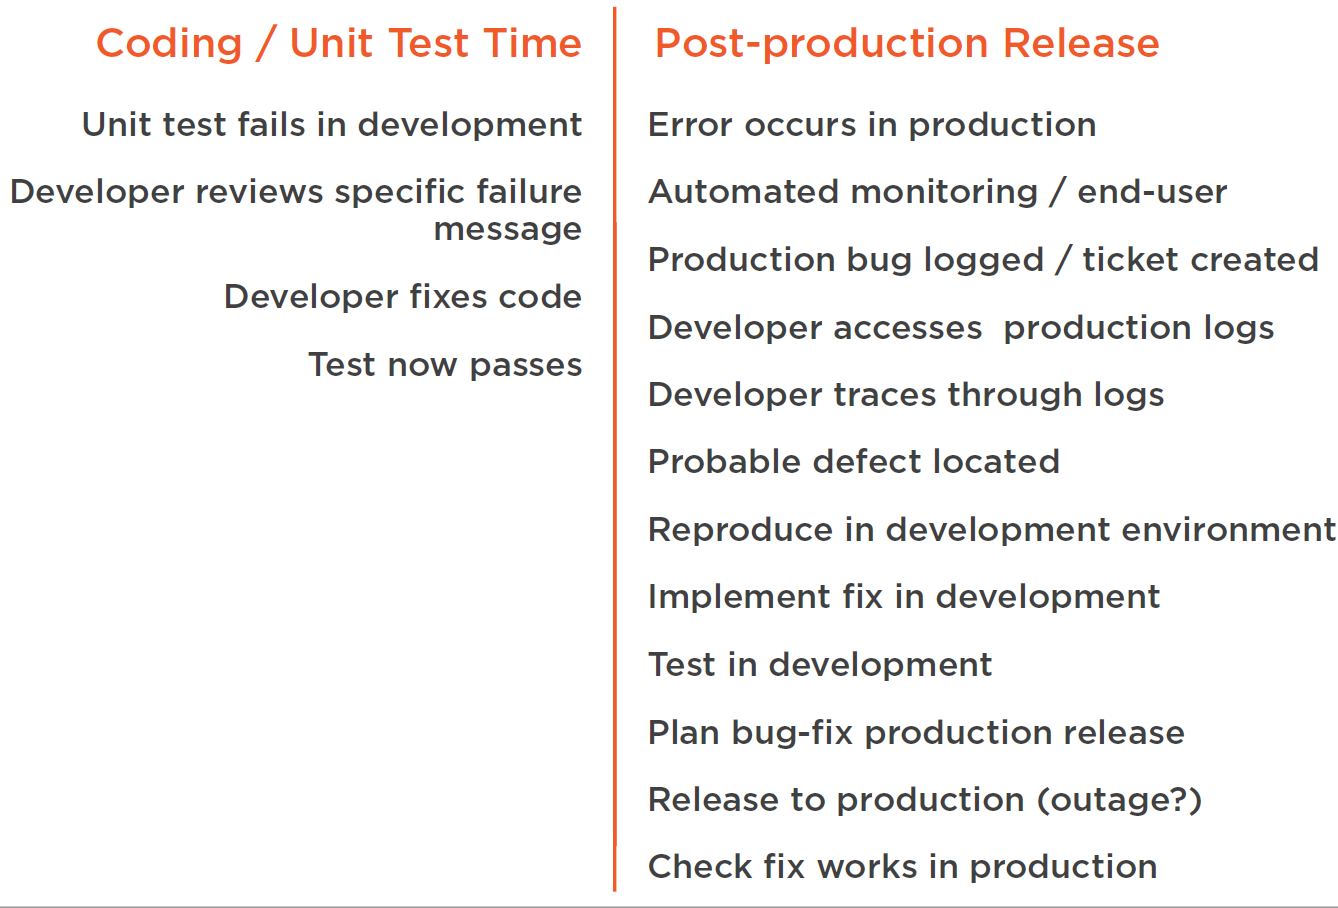 Coding / Unit Test Time
Unit test fails in development
Developer reviews specific failure
message
Developer fixes code
Test now passes
Post-production Release
Error occurs in production
Automated monitoring / end-user
Production bug logged / ticket created
Developer accesses  production logs
Developer traces through logs
Probable defect located
Reproduce in development environment
Implement fix in development
Test in development
Plan bug-fix production release
Release to production (outage?)
Check fix works in production